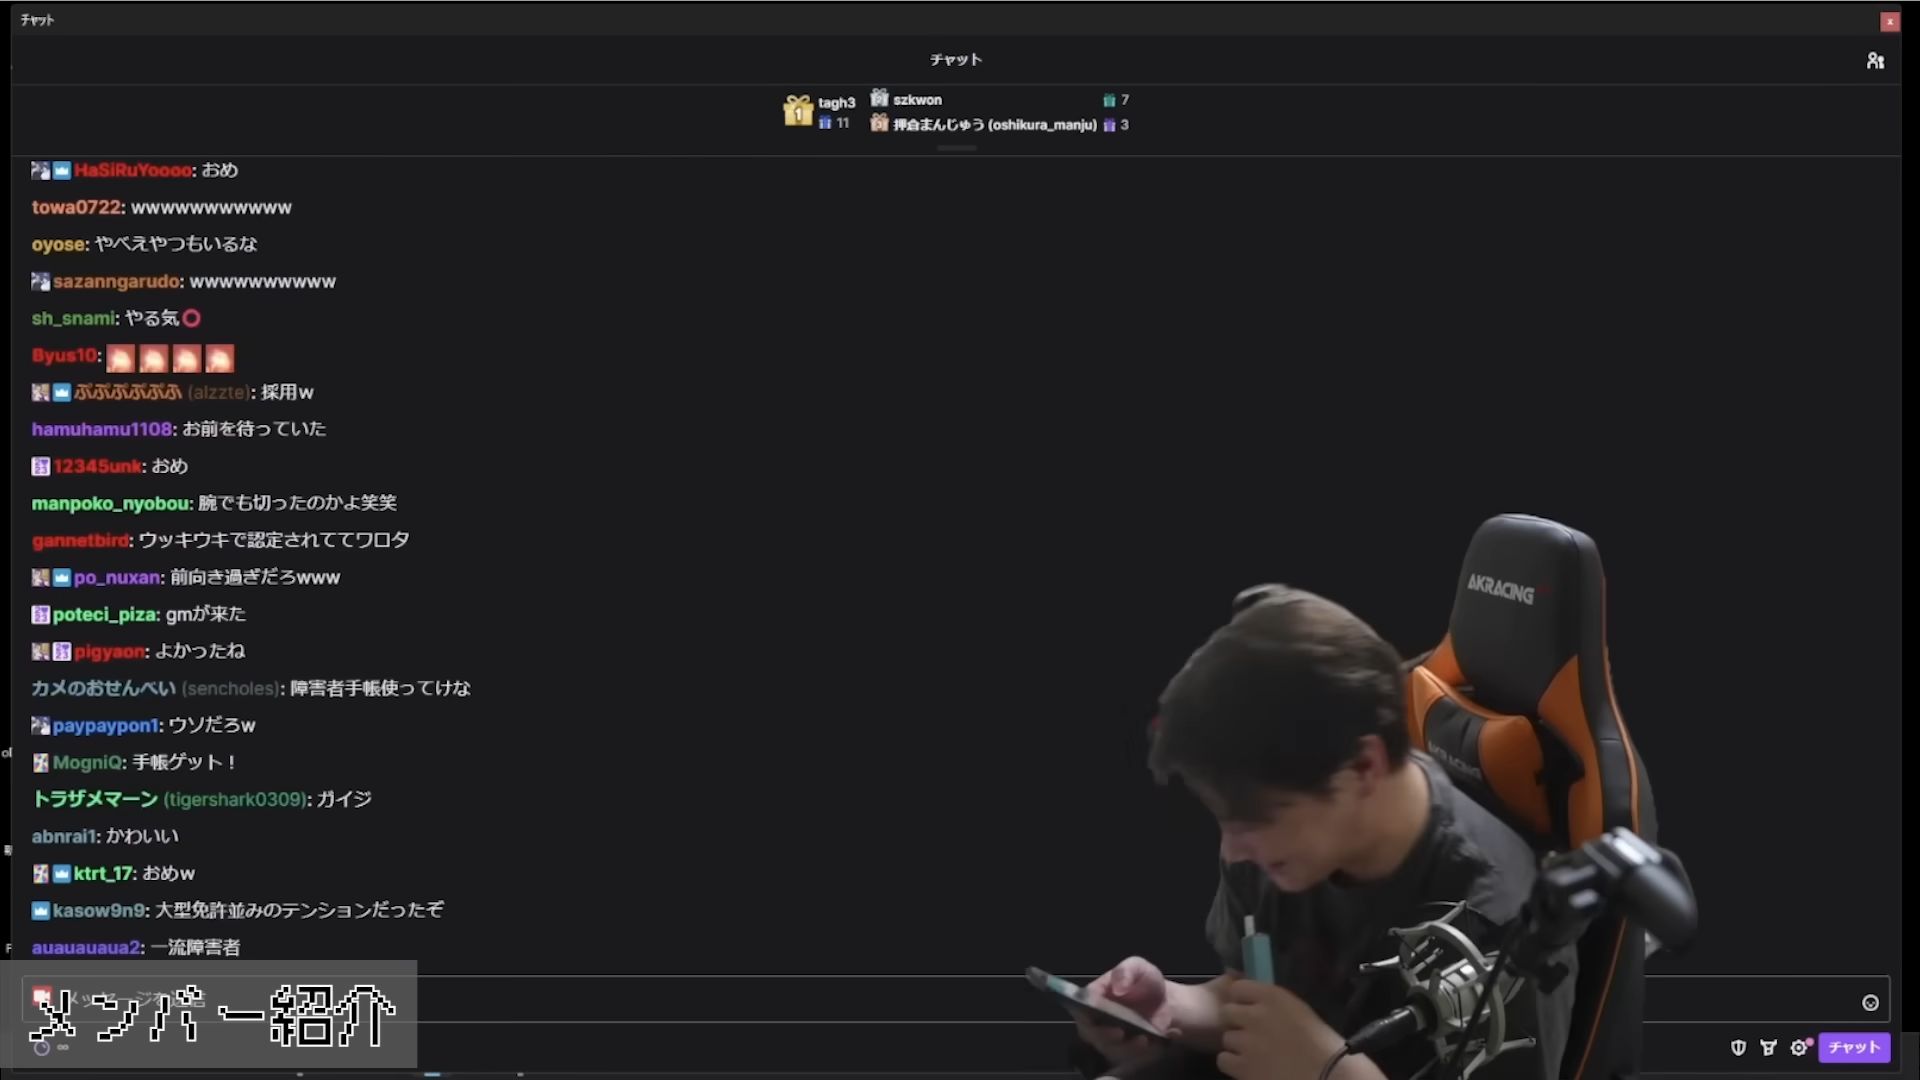 チャット
x
チャット
1 tagh3
11
szkwon 7
押倉まんじゅう (oshikura_manju) 3
HaSiRuYoooo: おめ
towa0722: wwwwwwwwwww
oyose: やべえやつもいるな
sazanngarudo: wwwwwwwwww
sh_snami: やる気⭕
Byus10:
ぷぷぷぷぷふ (alzzte): 採用w
hamuhamu1108: お前を待っていた
12345unk: おめ
manpoko_nyobou: 腕でも切ったのかよ笑笑
gannetbird: ウッキウキで認定されててワロタ
po_nuxan: 前向き過ぎだろwww
poteci_piza: gmが来た
pigyaon: よかったね
カメのおせんべい (sencholes): 障害者手帳使ってけな
paypaypon1: ウソだろw
MogniQ: 手帳ゲット！
トラザメマーン (tigershark0309): ガイジ
abnrai1: かわいい
ktrt_17: おめw
kasow9n9: 大型免許並みのテンションだったぞ
auauauaua2: 一流障害者
メンバー紹介
チャット
AKRACING
AKRACING